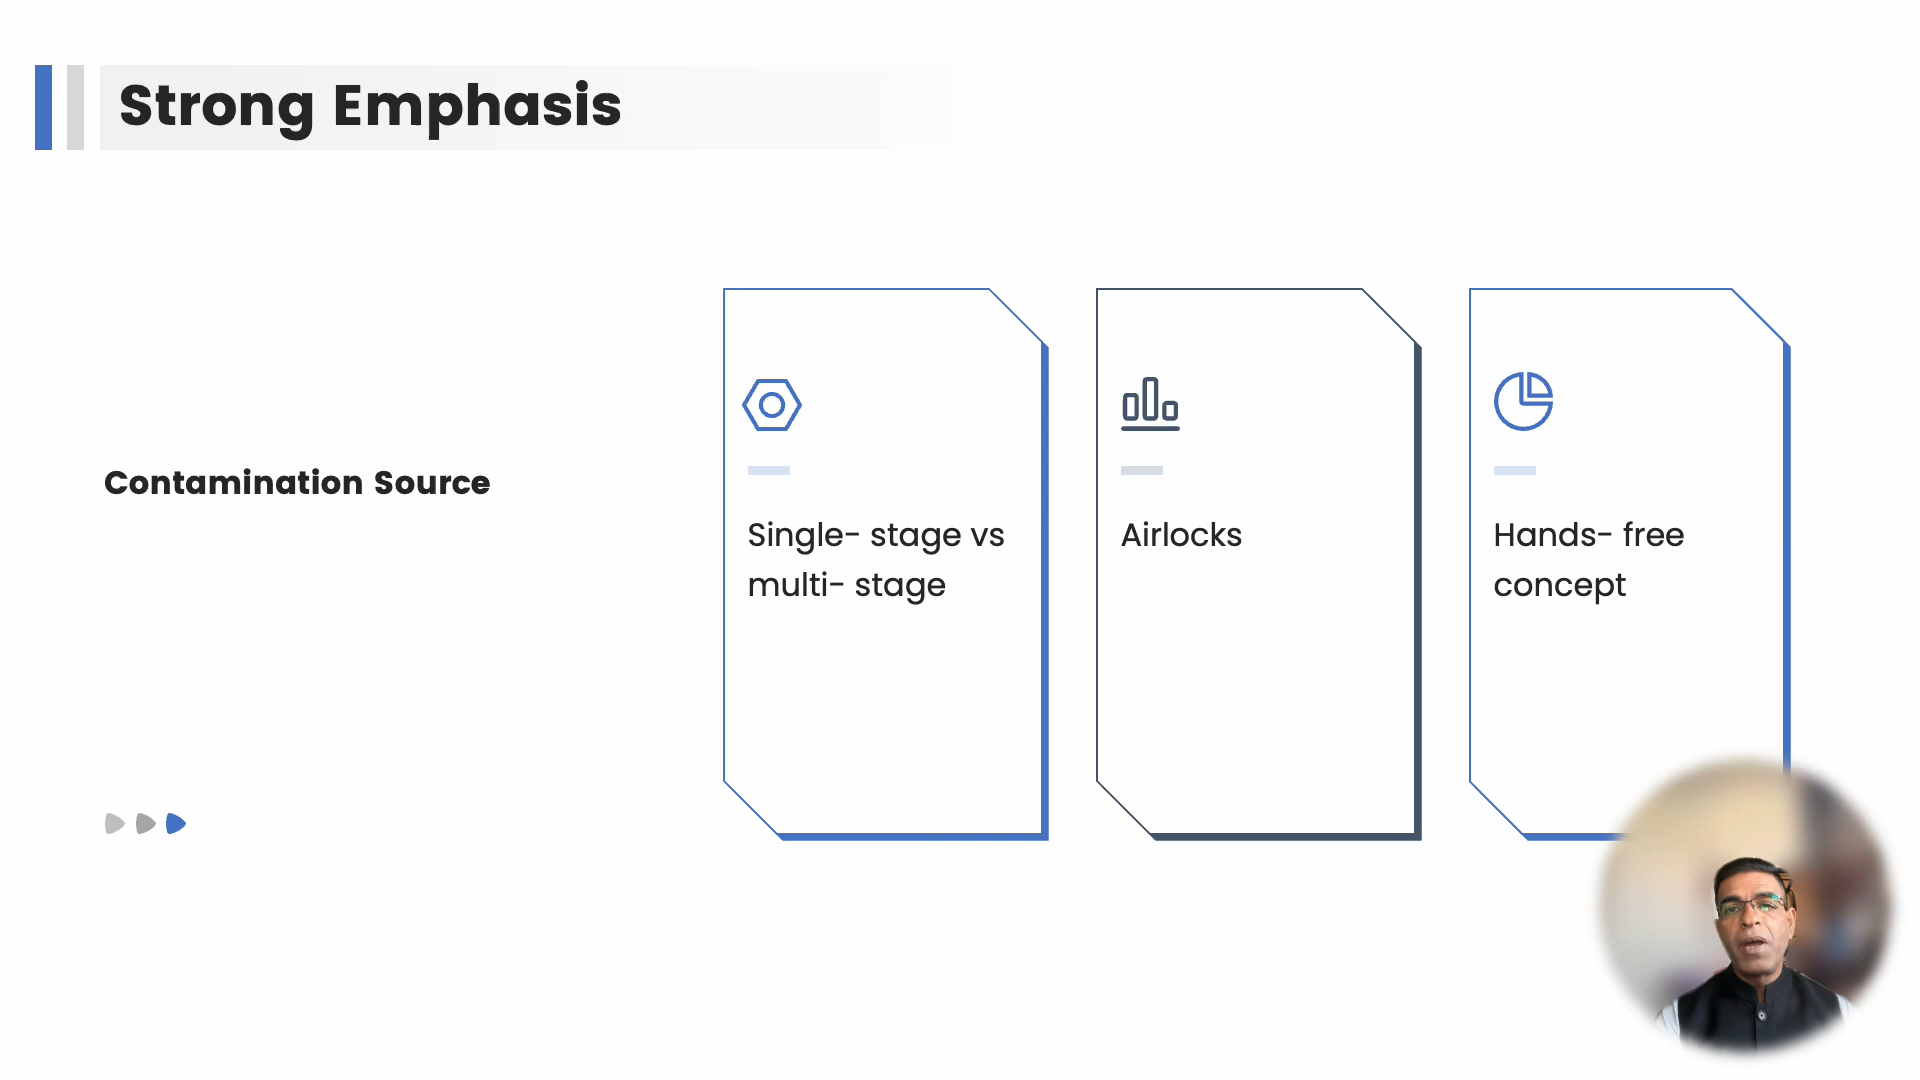 Strong Emphasis
Contamination Source
Single- stage vs
multi- stage
Airlocks
Hands- free
concept